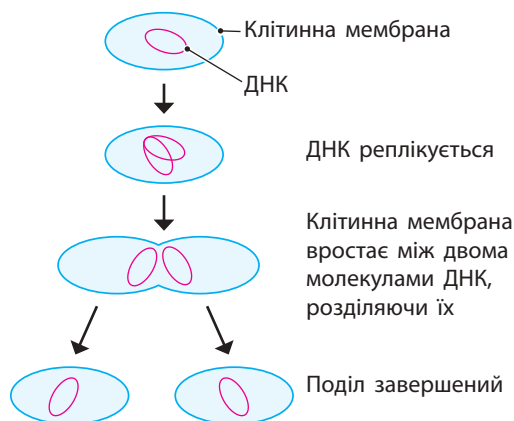 Клітинна мембрана
ДНК
ДНК реплікується
Клітинна мембрана
вростає між двома
молекулами ДНК,
розділяючи їх
Поділ завершений